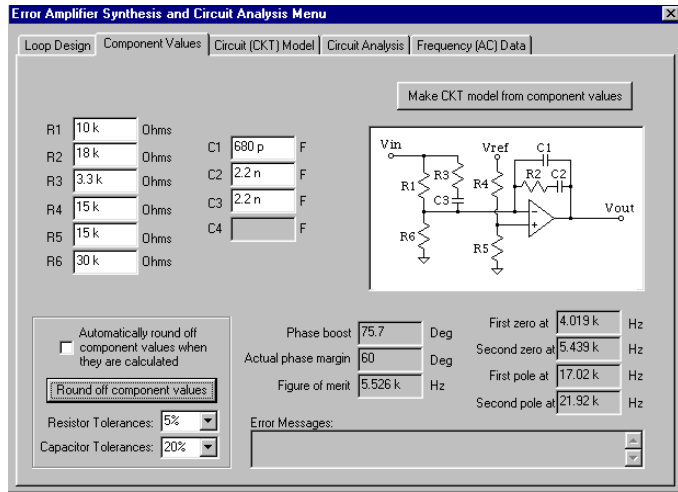 Error Amplifier Synthesis and Circuit Analysis Menu
Loop Design Component Values Circuit (CKT) Model Circuit Analysis Frequency (AC) Data
Make CKT model from component values
R1 10 k Ohms
R2 18 k Ohms
R3 3.3 k Ohms
R4 15 k Ohms
R5 15 k Ohms
R6 30 k Ohms
C1 680 p F
C2 2.2 n F
C3 2.2 n F
C4 F
Vin Vref C1
R1 R3 R4 R2 C2
C3 - Vout
R6 R5 +
Automatically round off
component values when
they are calculated
Round off component values
Resistor Tolerances: 5%
Capacitor Tolerances: 20%
Phase boost 75.7 Deg
Actual phase margin 60 Deg
Figure of merit 5.526 k Hz
First zero at 4.019 k Hz
Second zero at 5.439 k Hz
First pole at 17.02 k Hz
Second pole at 21.92 k Hz
Error Messages: